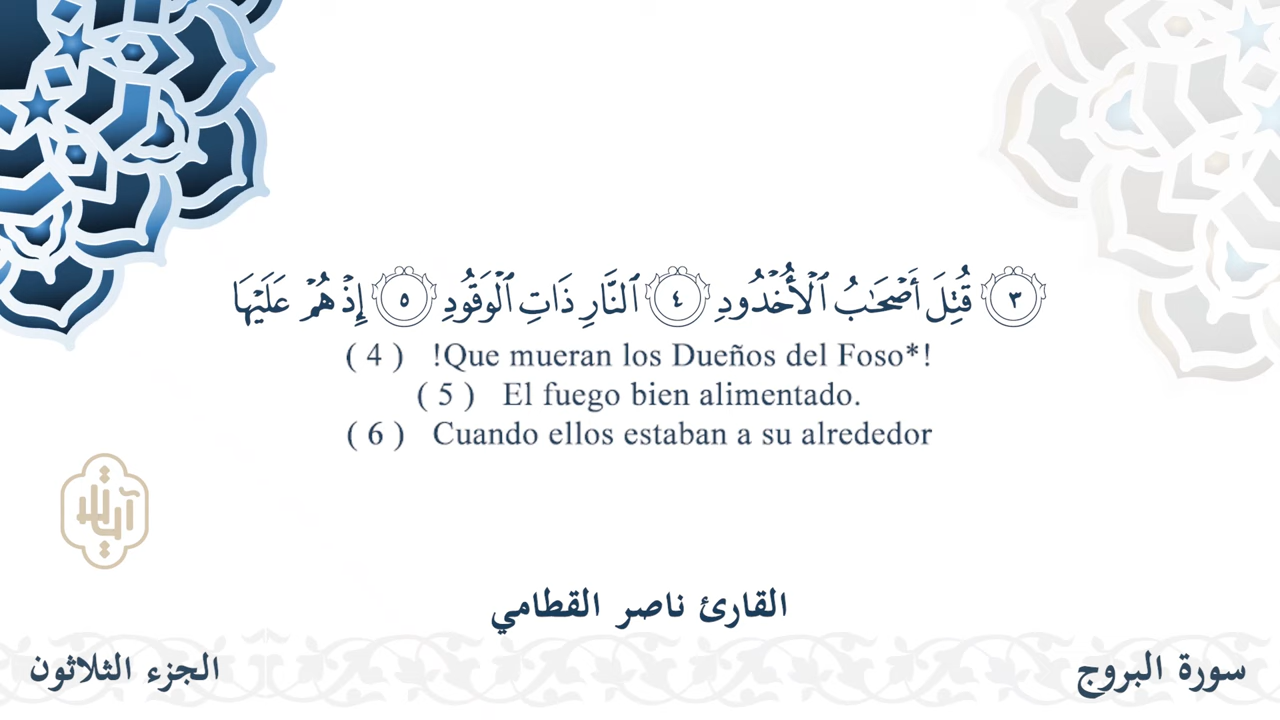 ٣ قُتِلَ أَصۡحَٰبُ ٱلۡأُخۡدُودِ ٤ ٱلنَّارِ ذَاتِ ٱلۡوَقُودِ ٥ إِذۡ هُمۡ عَلَيۡهَا
( 4 ) !Que mueran los Dueños del Foso*!
( 5 ) El fuego bien alimentado.
( 6 ) Cuando ellos estaban a su alrededor
القارئ ناصر القطامي
سورة البروج
الجزء الثلاثون